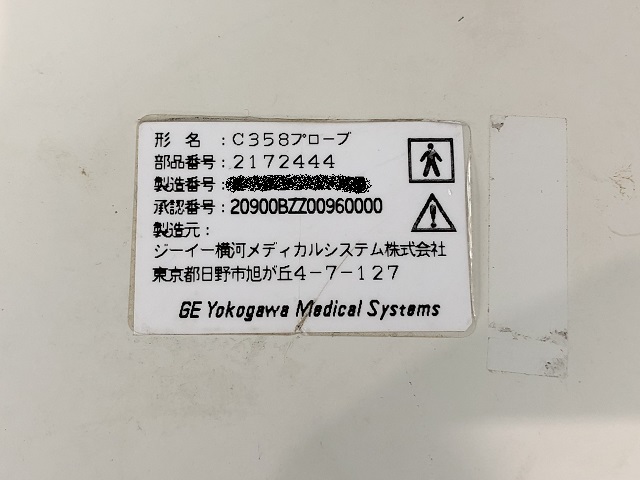 形 名 : C358プローブ
部品番号 : 2172444
製造番号 :
承認番号 : 20900BZZ00960000
製造元 :
ジーイー横河メディカルシステム株式会社
東京都日野市旭が丘4-7-127
GE Yokogawa Medical Systems